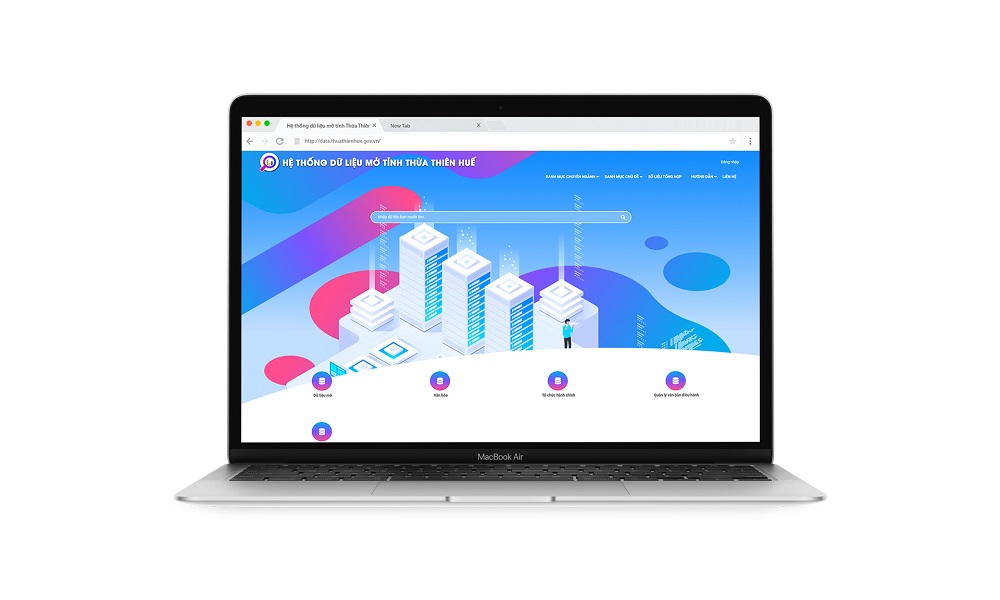 Hệ thống dữ liệu mở tỉnh Thừa Thiên
New Tab
http://data.thuathienhue.gov.vn/
HỆ THỐNG DỮ LIỆU MỞ TỈNH THỪA THIÊN HUẾ
Đăng nhập
DANH MỤC CHUYÊN NGÀNH
DANH MỤC CHỦ ĐỀ
SỐ LIỆU TỔNG HỢP
HƯỚNG DẪN
LIÊN HỆ
Nhập dữ liệu bạn muốn tìm...
Dữ liệu mở
Văn hóa
Tổ chức hành chính
Quản lý văn bản điều hành
MacBook Air